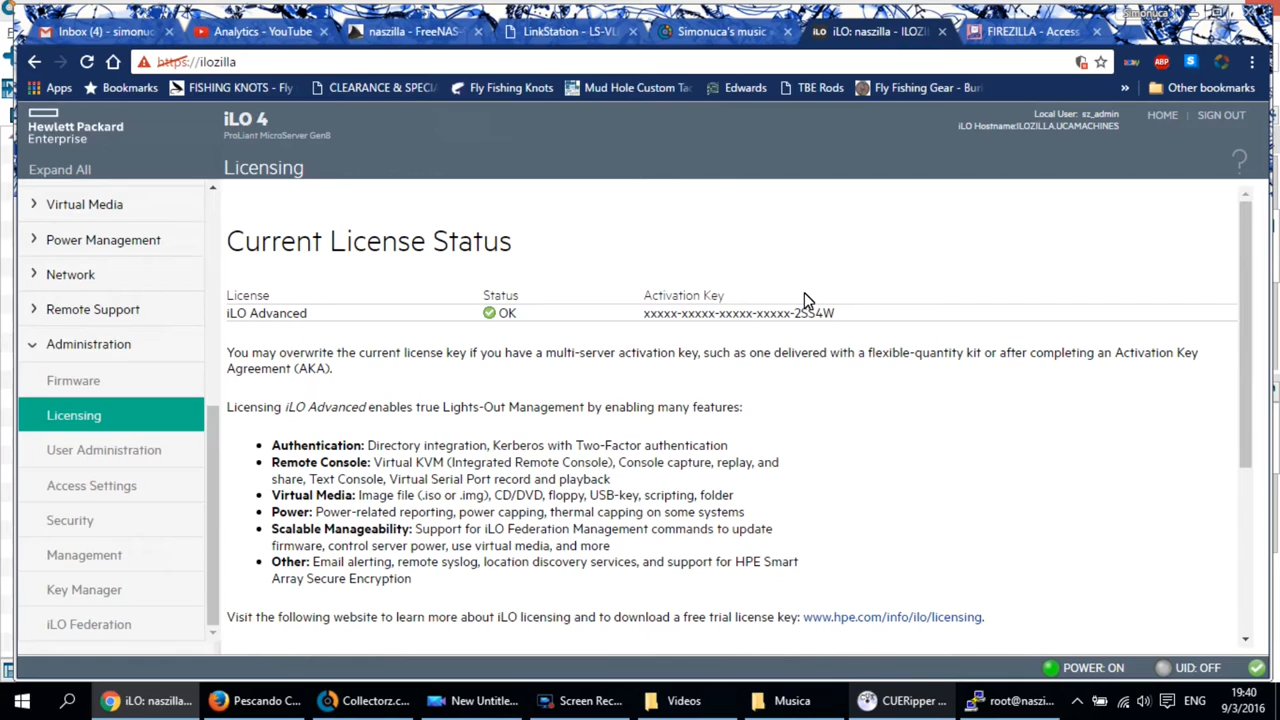 Simonuca
Inbox (4) - simonuc
Analytics - YouTube
naszilla - FreeNAS-
LinkStation - LS-VL
Simonuca's music -
iLO: naszilla - ILOZI
FIREZILLA - Access
https://ilozilla
Apps
Bookmarks
FISHING KNOTS - Fly
CLEARANCE & SPECIA
Fly Fishing Knots
Mud Hole Custom Tac
Edwards
TBE Rods
Fly Fishing Gear - Buri
»
Other bookmarks
Hewlett Packard
Enterprise
iLO 4
ProLiant MicroServer Gen8
Local User: sz_admin
iLO Hostname:ILOZILLA.UCAMACHINES
HOME
SIGN OUT
Expand All
Licensing
?
Virtual Media
Power Management
Network
Remote Support
Administration
Firmware
Licensing
User Administration
Access Settings
Security
Management
Key Manager
iLO Federation
Current License Status
License Status Activation Key
iLO Advanced OK xxxxx-xxxxx-xxxxx-xxxxx-2SS4W
You may overwrite the current license key if you have a multi-server activation key, such as one delivered with a flexible-quantity kit or after completing an Activation Key
Agreement (AKA).
Licensing iLO Advanced enables true Lights-Out Management by enabling many features:
• Authentication: Directory integration, Kerberos with Two-Factor authentication
• Remote Console: Virtual KVM (Integrated Remote Console), Console capture, replay, and
share, Text Console, Virtual Serial Port record and playback
• Virtual Media: Image file (.iso or .img), CD/DVD, floppy, USB-key, scripting, folder
• Power: Power-related reporting, power capping, thermal capping on some systems
• Scalable Manageability: Support for iLO Federation Management commands to update
firmware, control server power, use virtual media, and more
• Other: Email alerting, remote syslog, location discovery services, and support for HPE Smart
Array Secure Encryption
Visit the following website to learn more about iLO licensing and to download a free trial license key: www.hpe.com/info/ilo/licensing.
POWER: ON
UID: OFF
iLO: naszilla...
Pescando C...
Collectorz.c...
New Untitle...
Screen Rec...
Videos
Musica
CUERipper ...
root@naszi...
ENG
19:40
9/3/2016